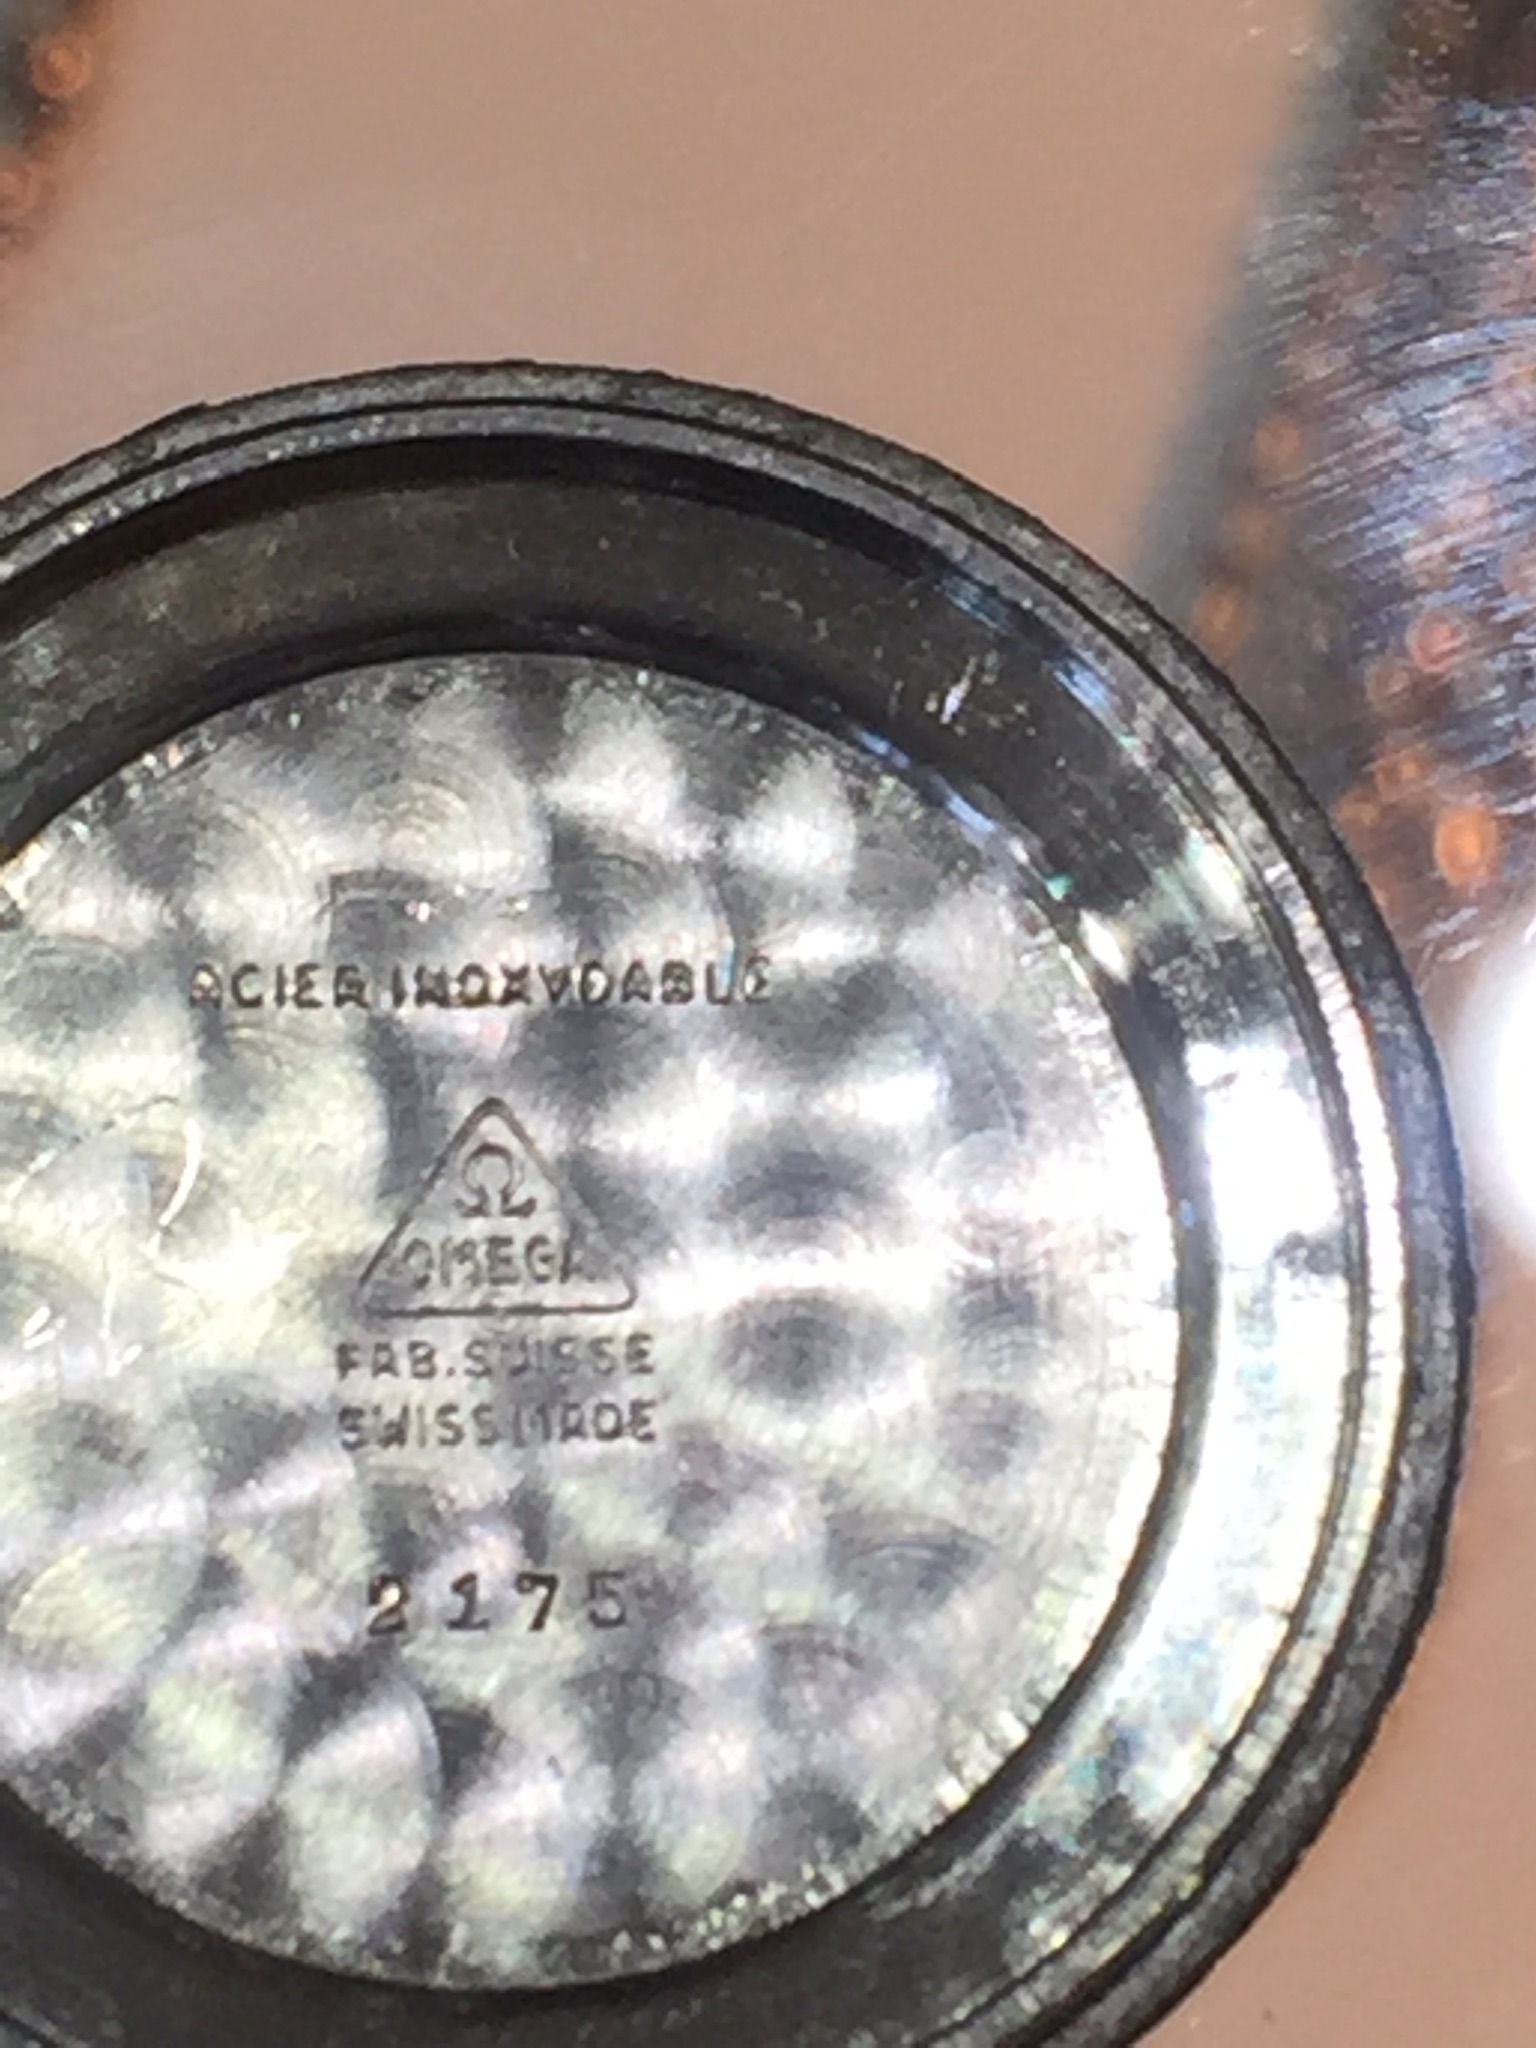 ACIER INOXYDABLE
Ω
OMEGA
FAB. SUISSE
SWISS MADE
2175